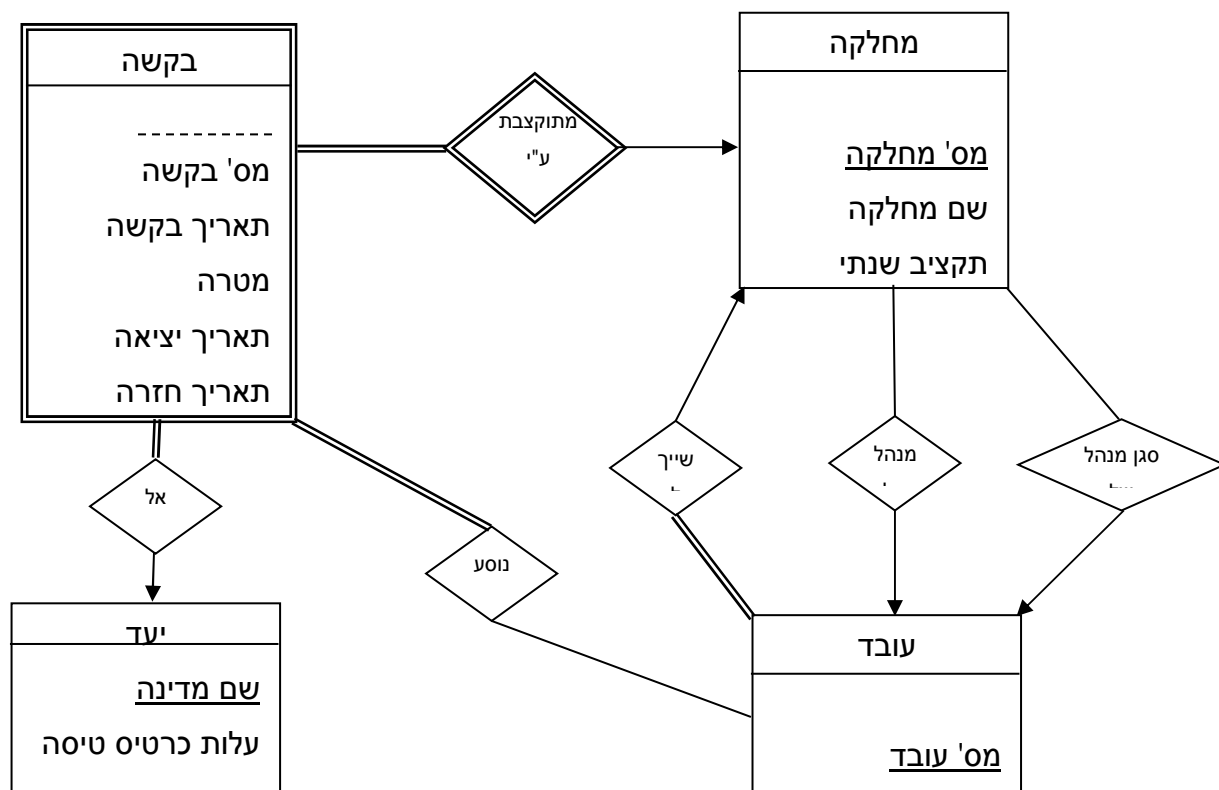 בקשה
מס' בקשה
תאריך בקשה
מטרה
תאריך יציאה
תאריך חזרה
מתוקצבת
ע"י
מחלקה
מס' מחלקה
שם מחלקה
תקציב שנתי
שייך
מנהל
סגן מנהל
אל
נוסע
יעד
שם מדינה
עלות כרטיס טיסה
עובד
מס' עובד